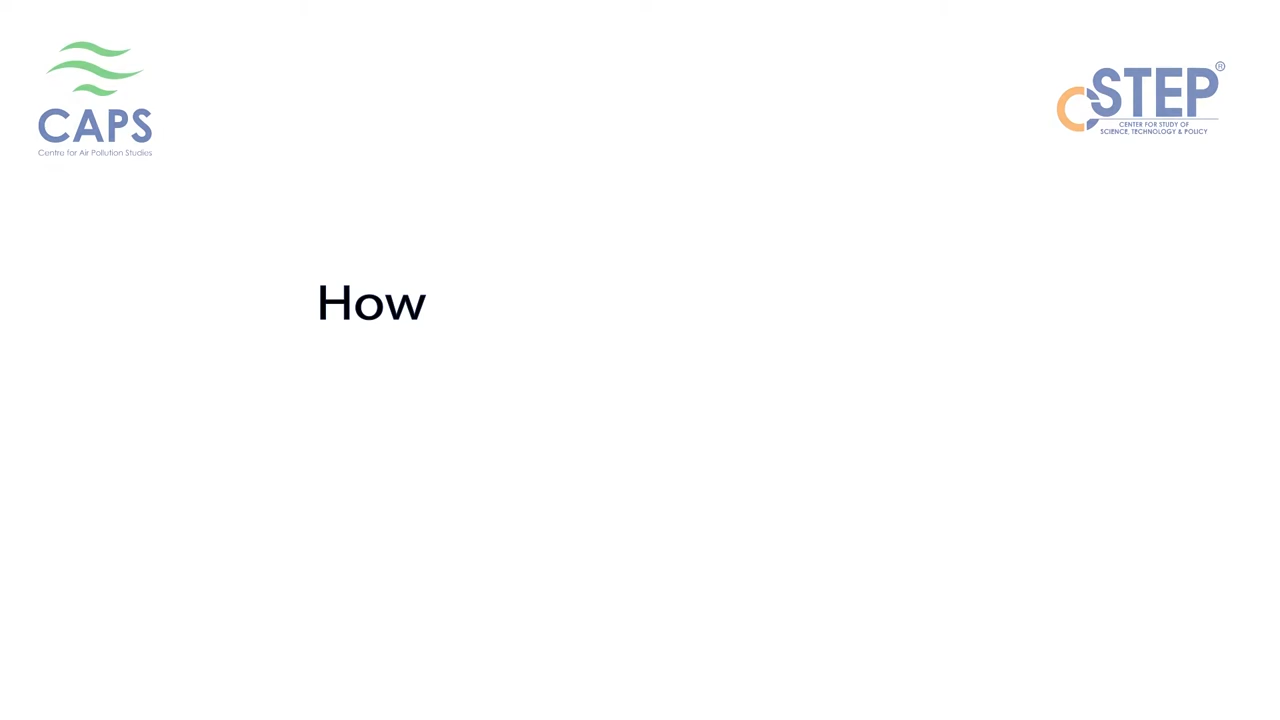 CAPS
Centre for Air Pollution Studies
CSTEP®
CENTER FOR STUDY OF
SCIENCE, TECHNOLOGY & POLICY
How